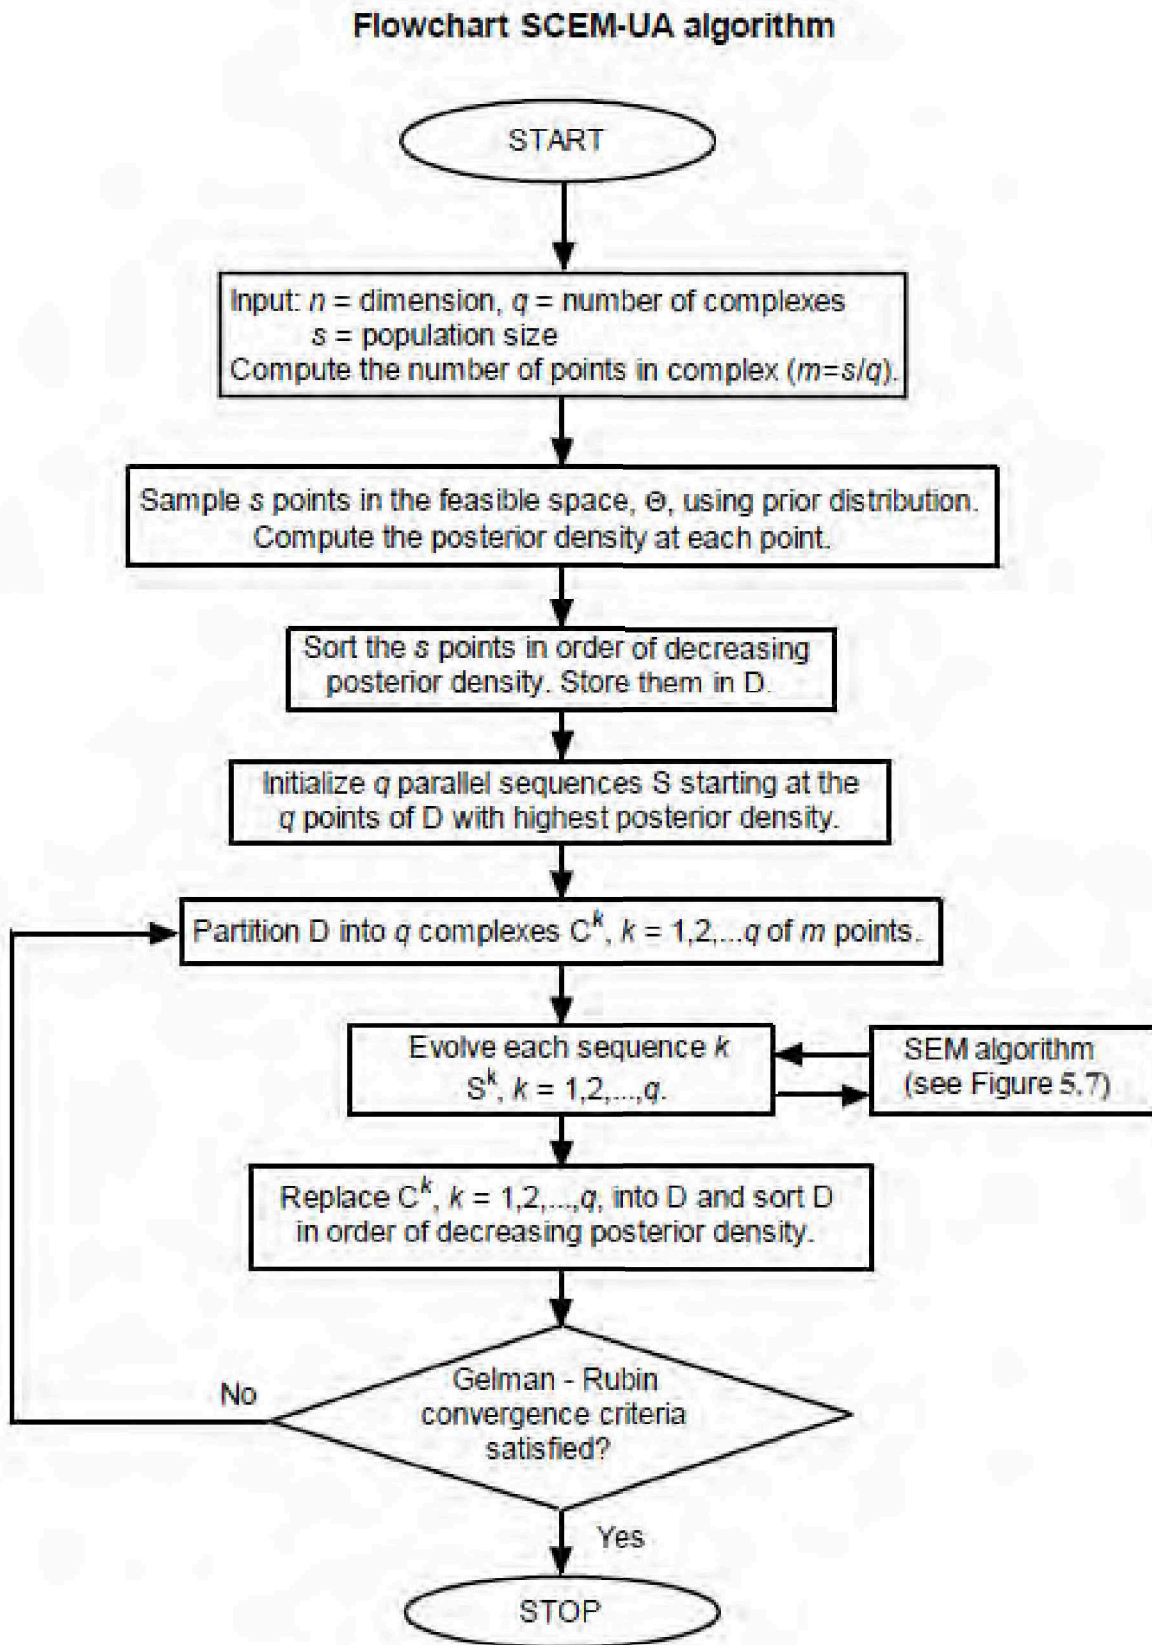 Flowchart SCEM-UA algorithm
START
Input: n = dimension, q = number of complexes
s = population size
Compute the number of points in complex (m=s/q).
Sample s points in the feasible space, Θ, using prior distribution.
Compute the posterior density at each point.
Sort the s points in order of decreasing
posterior density. Store them in D.
Initialize q parallel sequences S starting at the
q points of D with highest posterior density.
Partition D into q complexes C^k, k = 1,2,...q of m points.
Evolve each sequence k
S^k, k = 1,2,...,q.
SEM algorithm
(see Figure 5.7)
Replace C^k, k = 1,2,...,q, into D and sort D
in order of decreasing posterior density.
Gelman - Rubin
convergence criteria
satisfied?
No
Yes
STOP